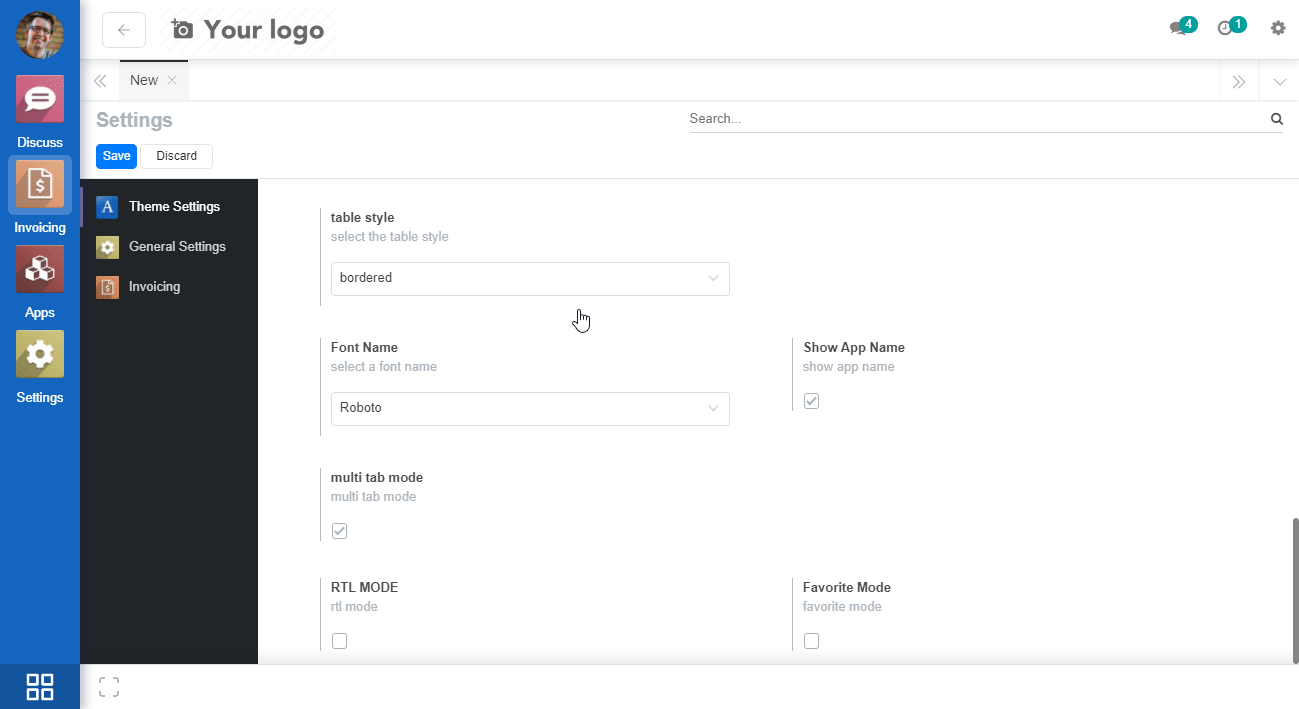 Your logo
4
1
Discuss
Invoicing
Apps
Settings
New
Settings
Search...
Save
Discard
A
Theme Settings
General Settings
Invoicing
table style
select the table style
bordered
Font Name
select a font name
Roboto
Show App Name
show app name
multi tab mode
multi tab mode
RTL MODE
rtl mode
Favorite Mode
favorite mode